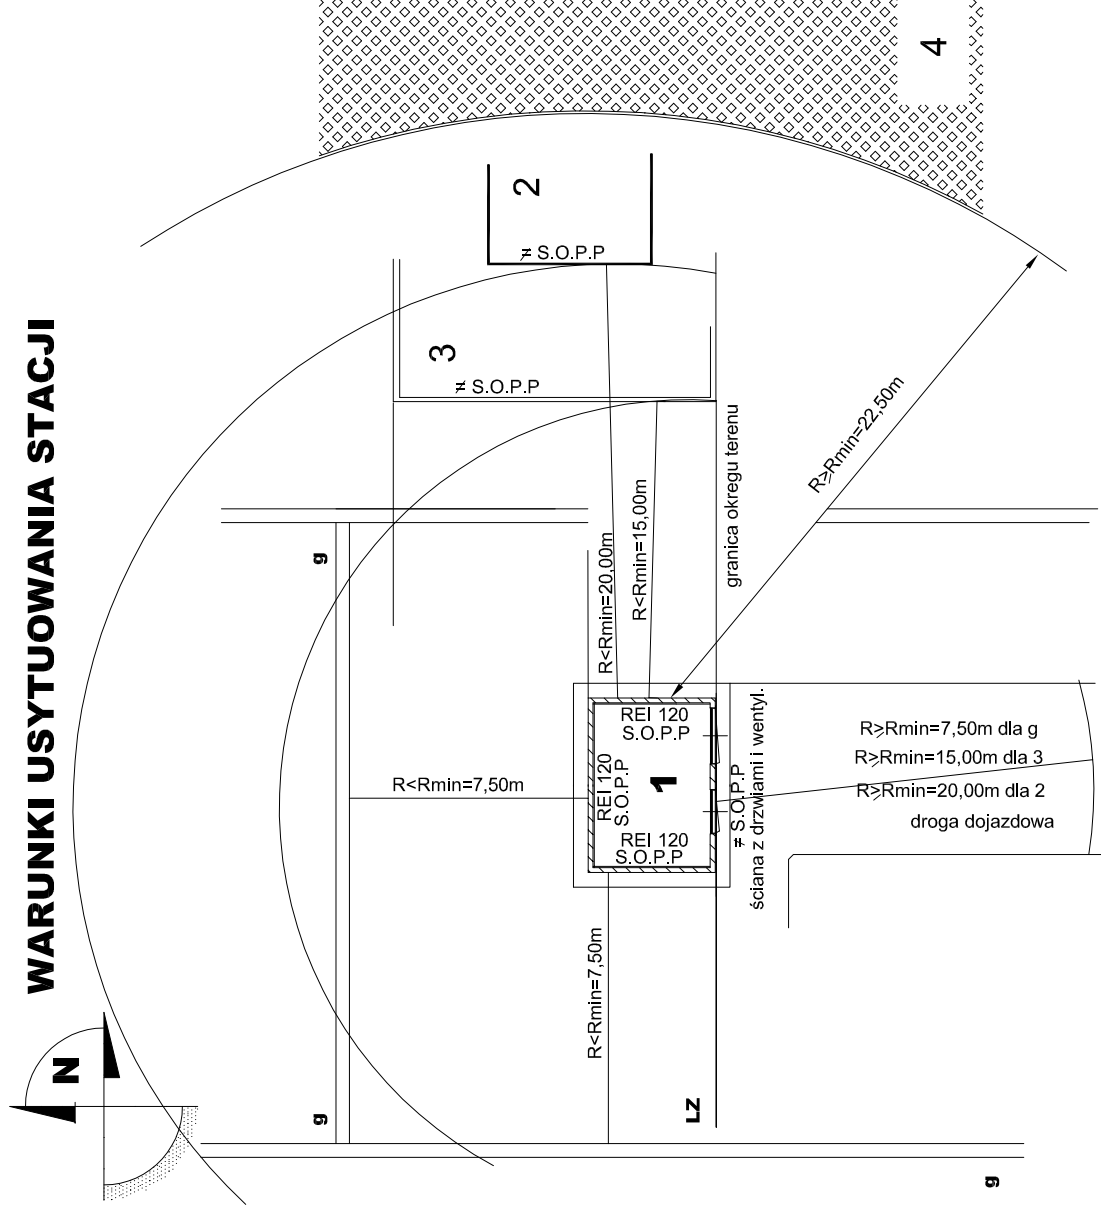 WARUNKI USYTUOWANIA STACJI
N
4
2
≠ S.O.P.P
3
≠ S.O.P.P
g
R≥Rmin=22,50m
granica okregu terenu
R<Rmin=20,00m
R<Rmin=15,00m
REI 120
S.O.P.P
REI 120
S.O.P.P
1
REI 120
S.O.P.P
R<Rmin=7,50m
≠ S.O.P.P
ściana z drzwiami i wentyl.
R≥Rmin=7,50m dla g
R≥Rmin=15,00m dla 3
R≥Rmin=20,00m dla 2
droga dojazdowa
R<Rmin=7,50m
g
LZ
g